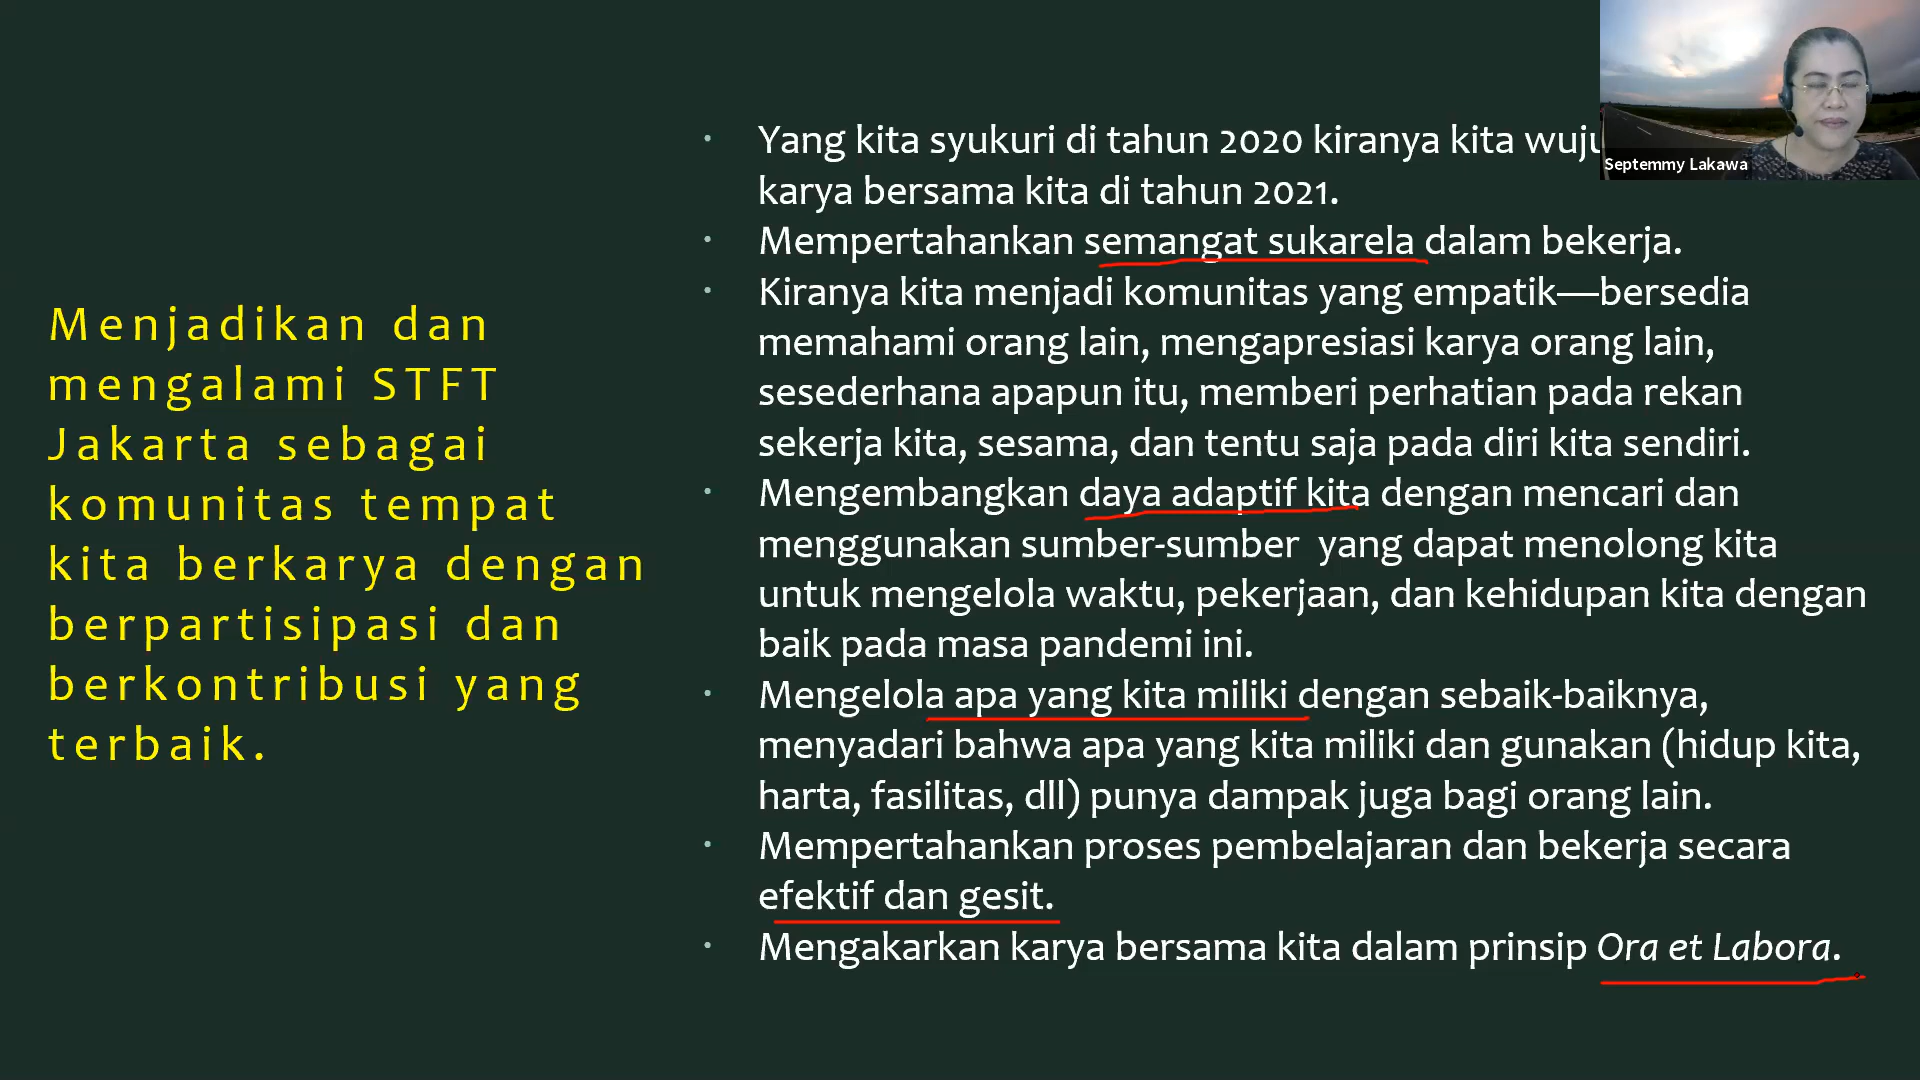 Menjadikan dan
mengalami STFT
Jakarta sebagai
komunitas tempat
kita berkarya dengan
berpartisipasi dan
berkontribusi yang
terbaik.
• Yang kita syukuri di tahun 2020 kiranya kita
karya bersama kita di tahun 2021.
• Mempertahankan semangat sukarela dalam bekerja.
• Kiranya kita menjadi komunitas yang empatik—bersedia
memahami orang lain, mengapresiasi karya orang lain,
sesederhana apapun itu, memberi perhatian pada rekan
sekerja kita, sesama, dan tentu saja pada diri kita sendiri.
• Mengembangkan daya adaptif kita dengan mencari dan
menggunakan sumber-sumber yang dapat menolong kita
untuk mengelola waktu, pekerjaan, dan kehidupan kita dengan
baik pada masa pandemi ini.
• Mengelola apa yang kita miliki dengan sebaik-baiknya,
menyadari bahwa apa yang kita miliki dan gunakan (hidup kita,
harta, fasilitas, dll) punya dampak juga bagi orang lain.
• Mempertahankan proses pembelajaran dan bekerja secara
efektif dan gesit.
• Mengakarkan karya bersama kita dalam prinsip Ora et Labora.
Septemmy Lakawa